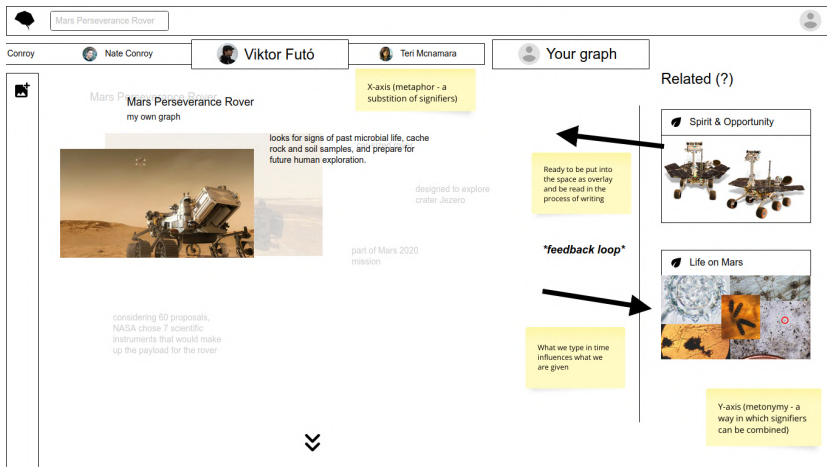 Mars Perseverance Rover
Conroy
Nate Conroy
Viktor Futó
Teri Mcnamara
Your graph
Related (?)
X-axis (metaphor - a
substition of signifiers)
Mars Perseverance Rover
Mars Perseverance Rover
my own graph
looks for signs of past microbial life, cache
rock and soil samples, and prepare for
future human exploration.
Spirit & Opportunity
Ready to be put into
the space as overlay
and be read in the
process of writing
designed to explore
crater Jezero
part of Mars 2020
mission
*feedback loop*
Life on Mars
considering 60 proposals,
NASA chose 7 scientific
instruments that would make
up the payload for the rover
What we type in time
influences what we
are given
Y-axis (metonymy - a
way in which signifiers
can be combined)